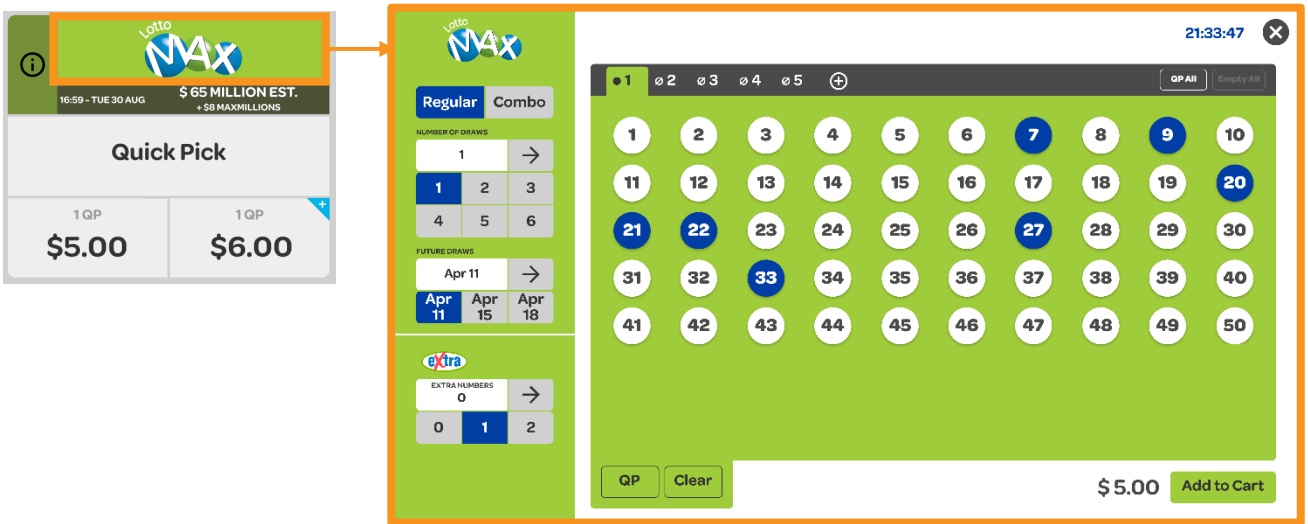 Lotto
MAX
i
16:59 - TUE 30 AUG
$ 65 MILLION EST.
+ $8 MAXMILLIONS
Quick Pick
1 QP
$5.00
1 QP
$6.00
+
Lotto
MAX
Regular Combo
NUMBER OF DRAWS
1 →
1 2 3
4 5 6
FUTURE DRAWS
Apr 11 →
Apr 11 Apr 15 Apr 18
extra
EXTRA NUMBERS
0 →
0 1 2
21:33:47
1 ø2 ø3 ø4 ø5 + QP All Empty All
1 2 3 4 5 6 7 8 9 10
11 12 13 14 15 16 17 18 19 20
21 22 23 24 25 26 27 28 29 30
31 32 33 34 35 36 37 38 39 40
41 42 43 44 45 46 47 48 49 50
QP Clear
$ 5.00 Add to Cart